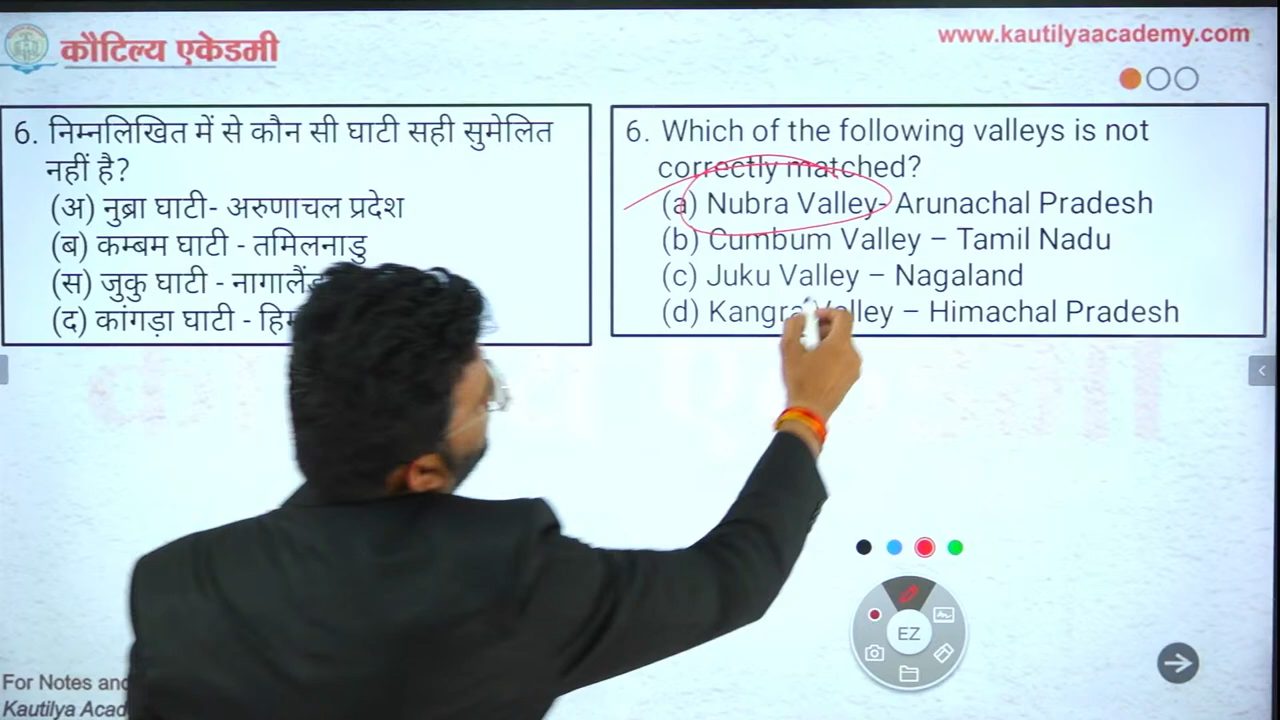 कौटिल्य एकेडमी
www.kautilyaacademy.com
6. निम्नलिखित में से कौन सी घाटी सही सुमेलित
नहीं है?
(अ) नुब्रा घाटी- अरुणाचल प्रदेश
(ब) कम्बम घाटी - तमिलनाडु
(स) जुकु घाटी -
(द) कांगड़ा घाटी -
6. Which of the following valleys is not
correctly matched?
(a) Nubra Valley- Arunachal Pradesh
(b) Cumbum Valley – Tamil Nadu
(c) Juku Valley – Nagaland
(d) Kangra Valley – Himachal Pradesh
EZ
For Notes
Kautilya